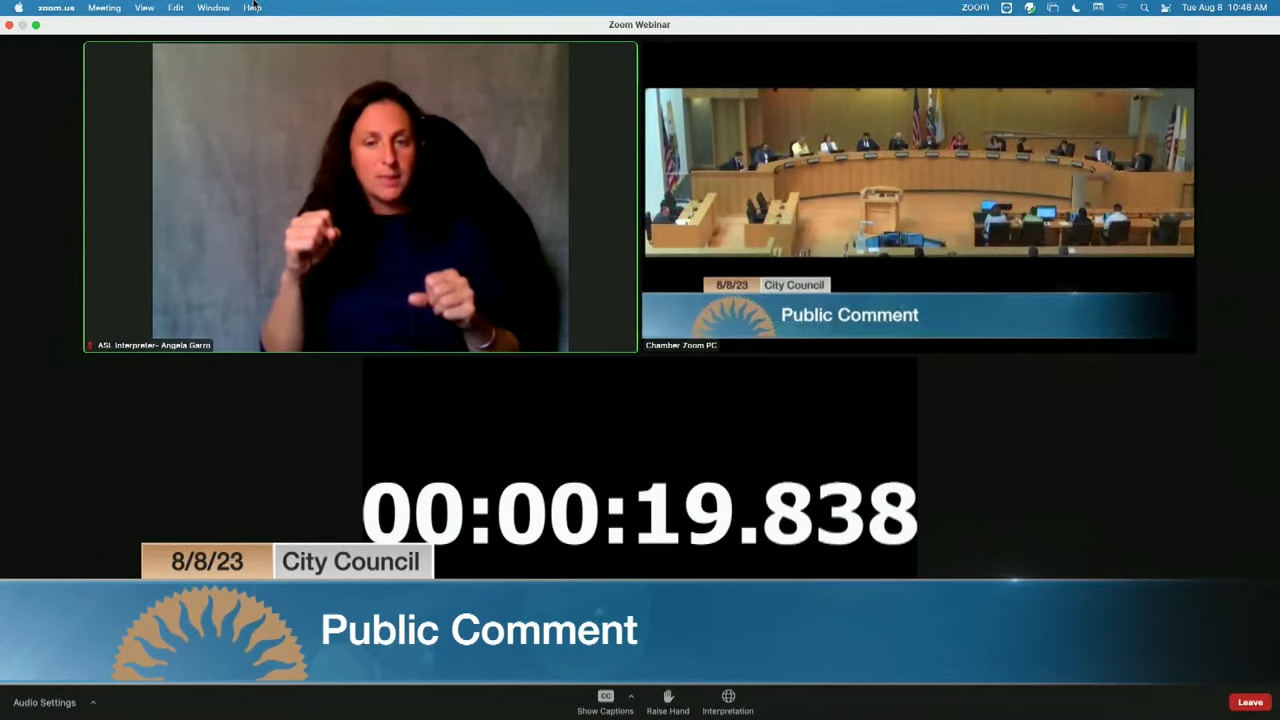 zoom.us Meeting View Edit Window Help zoom Tue Aug 8 10:48 AM
Zoom Webinar
8/8/23 City Council
Public Comment
ASL Interpreter- Angela Garro
Chamber Zoom PC
00:00:19.838
8/8/23 City Council
Public Comment
Audio Settings
CC
Show Captions
Raise Hand
Interpretation
Leave